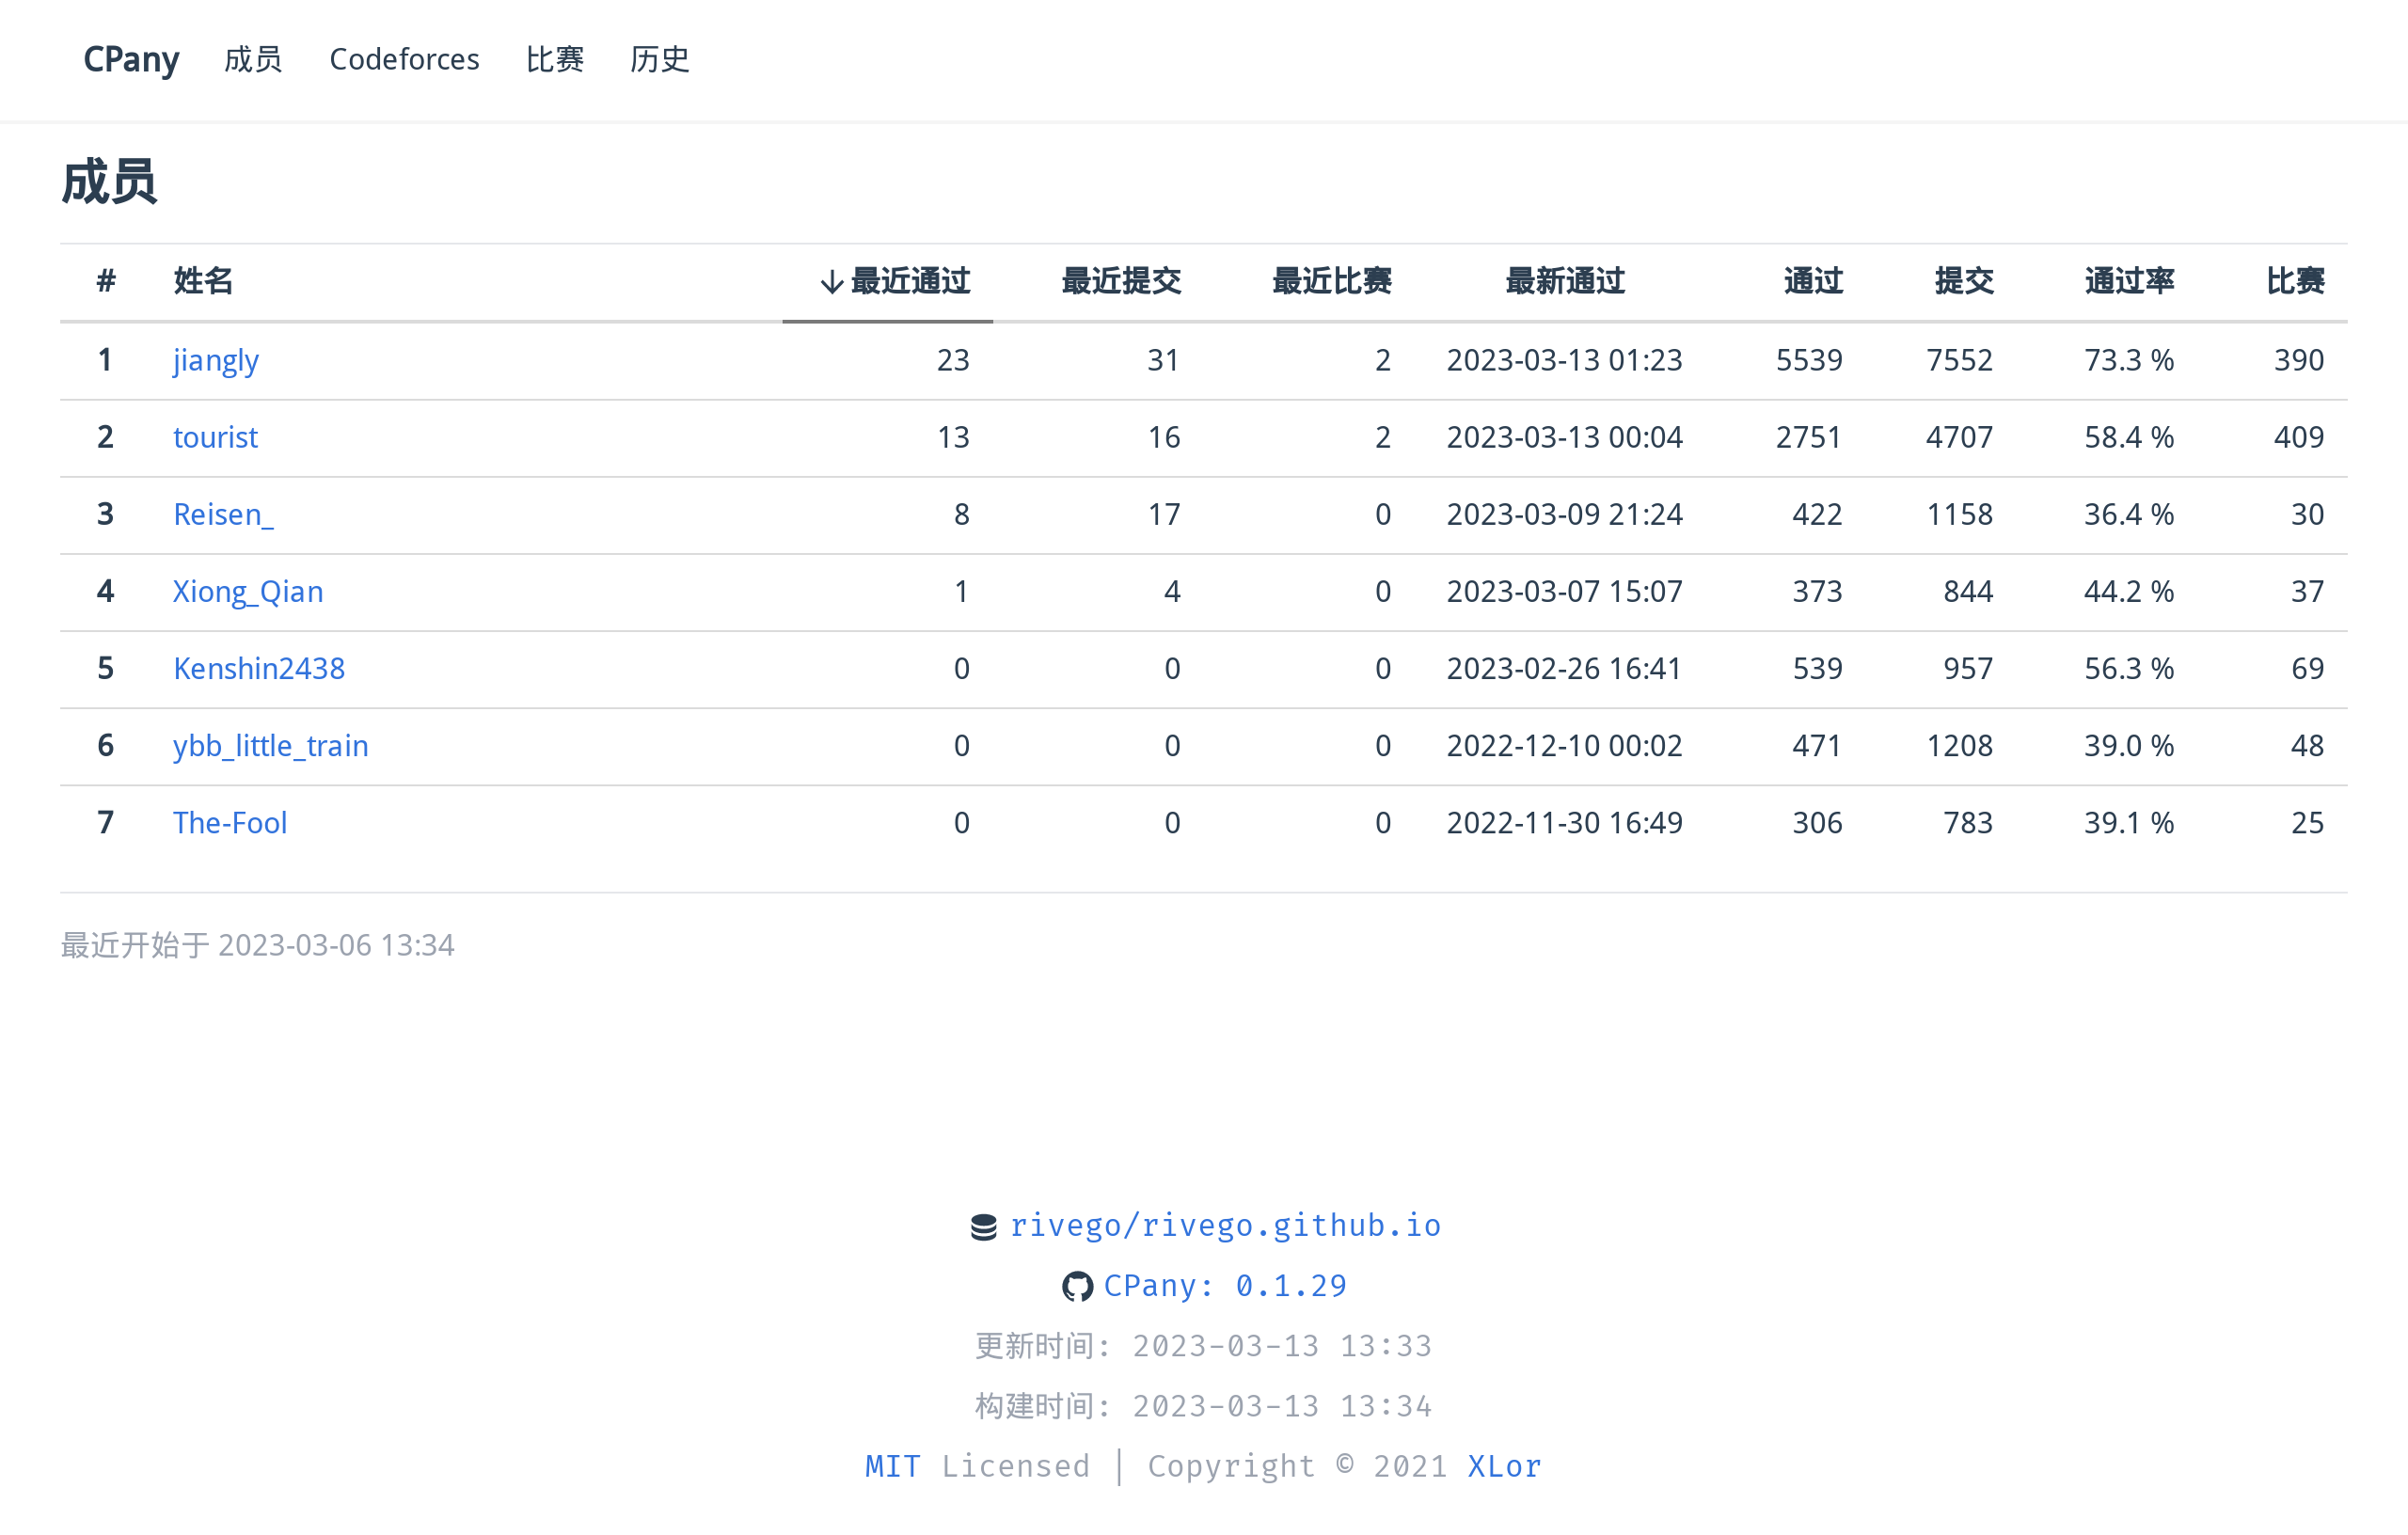 CPany 成员 Codeforces 比赛 历史
成员
# 姓名 ↓最近通过 最近提交 最近比赛 最新通过 通过 提交 通过率 比赛
1 jiangly 23 31 2 2023-03-13 01:23 5539 7552 73.3 % 390
2 tourist 13 16 2 2023-03-13 00:04 2751 4707 58.4 % 409
3 Reisen_ 8 17 0 2023-03-09 21:24 422 1158 36.4 % 30
4 Xiong_Qian 1 4 0 2023-03-07 15:07 373 844 44.2 % 37
5 Kenshin2438 0 0 0 2023-02-26 16:41 539 957 56.3 % 69
6 ybb_little_train 0 0 0 2022-12-10 00:02 471 1208 39.0 % 48
7 The-Fool 0 0 0 2022-11-30 16:49 306 783 39.1 % 25
最近开始于 2023-03-06 13:34
rivego/rivego.github.io
CPany: 0.1.29
更新时间: 2023-03-13 13:33
构建时间: 2023-03-13 13:34
MIT Licensed | Copyright © 2021 XLor